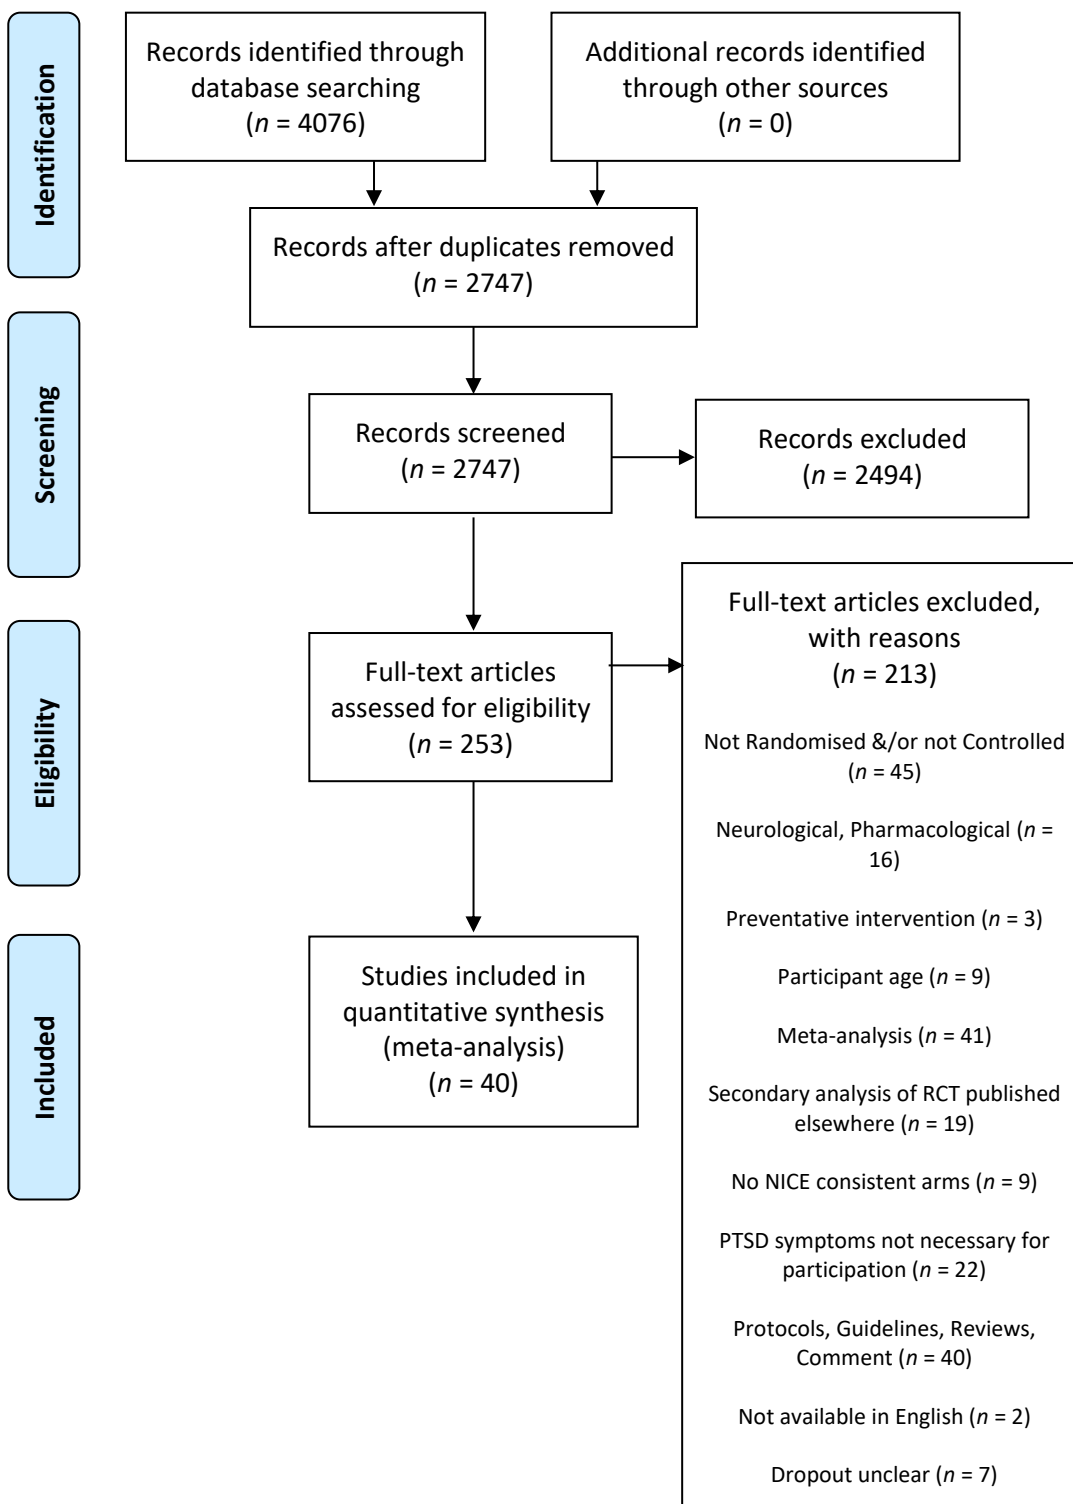 Identification
Records identified through
database searching
(n = 4076)
Additional records identified
through other sources
(n = 0)
Records after duplicates removed
(n = 2747)
Screening
Records screened
(n = 2747)
Records excluded
(n = 2494)
Eligibility
Full-text articles
assessed for eligibility
(n = 253)
Full-text articles excluded,
with reasons
(n = 213)
Not Randomised &/or not Controlled
(n = 45)
Neurological, Pharmacological (n =
16)
Preventative intervention (n = 3)
Participant age (n = 9)
Meta-analysis (n = 41)
Secondary analysis of RCT published
elsewhere (n = 19)
No NICE consistent arms (n = 9)
PTSD symptoms not necessary for
participation (n = 22)
Protocols, Guidelines, Reviews,
Comment (n = 40)
Not available in English (n = 2)
Dropout unclear (n = 7)
Included
Studies included in
quantitative synthesis
(meta-analysis)
(n = 40)